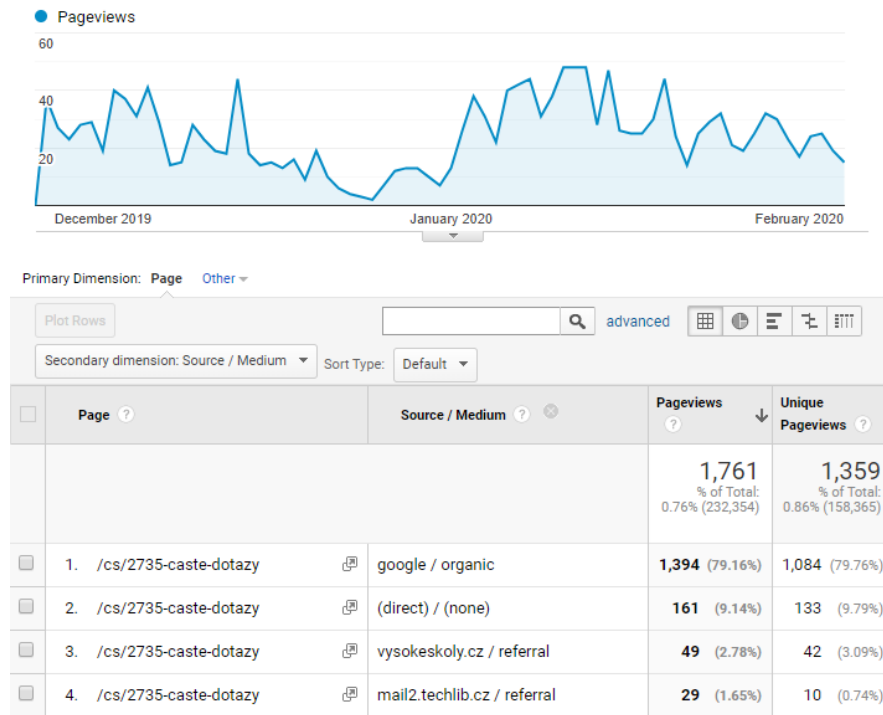 Pageviews
60
40
20
December 2019 January 2020 February 2020
Primary Dimension: Page Other
Plot Rows
advanced
Secondary dimension: Source / Medium Sort Type: Default
Page ? Source / Medium ? Pageviews ? Unique Pageviews ?
1,761 1,359
% of Total: % of Total:
0.76% (232,354) 0.86% (158,365)
1. /cs/2735-caste-dotazy google / organic 1,394 (79.16%) 1,084 (79.76%)
2. /cs/2735-caste-dotazy (direct) / (none) 161 (9.14%) 133 (9.79%)
3. /cs/2735-caste-dotazy vysokeskoly.cz / referral 49 (2.78%) 42 (3.09%)
4. /cs/2735-caste-dotazy mail2.techlib.cz / referral 29 (1.65%) 10 (0.74%)